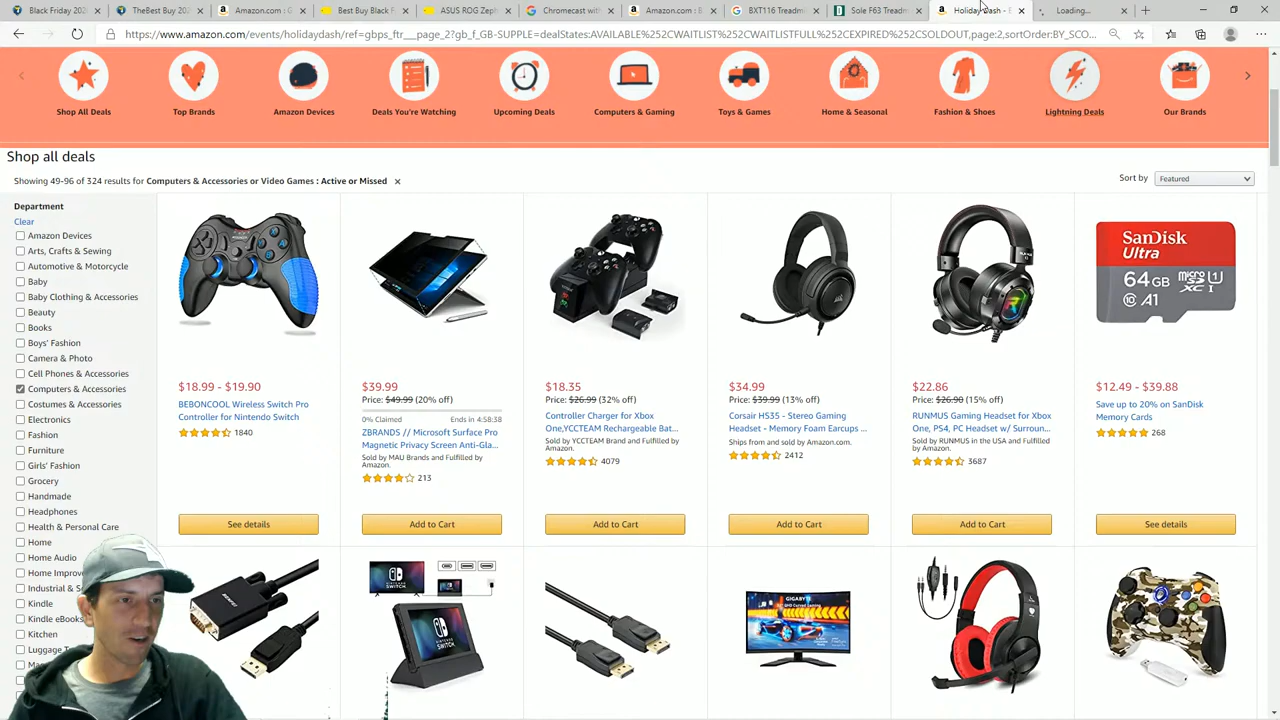 Black Friday 202
TheBest Buy 202
Amazon.com : G
Best Buy Black F
ASUS ROG Zeph
Chromecast with
Amazon.com : E
BXT116 Treadmi
Sole F63 Treadm
Holiday Dash - E
Loading...
https://www.amazon.com/events/holidaydash/ref=gbps_ftr___page_2?gb_f_GB-SUPPLE=dealStates:AVAILABLE%252CWAITLIST%252CWAITLISTFULL%252CEXPIRED%252CSOLDOUT,page:2,sortOrder:BY_SCO...
Shop All Deals
Top Brands
Amazon Devices
Deals You're Watching
Upcoming Deals
Computers & Gaming
Toys & Games
Home & Seasonal
Fashion & Shoes
Lightning Deals
Our Brands
Shop all deals
Showing 49-96 of 324 results for Computers & Accessories or Video Games : Active or Missed
Sort by Featured
Department
Clear
Amazon Devices
Arts, Crafts & Sewing
Automotive & Motorcycle
Baby
Baby Clothing & Accessories
Beauty
Books
Boys' Fashion
Camera & Photo
Cell Phones & Accessories
Computers & Accessories
Costumes & Accessories
Electronics
Fashion
Furniture
Girls' Fashion
Grocery
Handmade
Headphones
Health & Personal Care
Home
Home Audio
Home Improve
Industrial & S
Kindle
Kindle eBooks
Kitchen
Luggage
$18.99 - $19.90
BEBONCOOL Wireless Switch Pro
Controller for Nintendo Switch
1840
See details
$39.99
Price: $49.99 (20% off)
0% Claimed Ends in 4:58:38
ZBRANDS // Microsoft Surface Pro
Magnetic Privacy Screen Anti-Gla...
Sold by MAU Brands and Fulfilled by
Amazon.
213
Add to Cart
$18.35
Price: $26.99 (32% off)
Controller Charger for Xbox
One,YCCTEAM Rechargeable Bat...
Sold by YCCTEAM Brand and Fulfilled by
Amazon.
4079
Add to Cart
$34.99
Price: $39.99 (13% off)
Corsair HS35 - Stereo Gaming
Headset - Memory Foam Earcups ...
Ships from and sold by Amazon.com.
2412
Add to Cart
$22.86
Price: $26.90 (15% off)
RUNMUS Gaming Headset for Xbox
One, PS4, PC Headset w/ Surroun...
Sold by RUNMUS in the USA and Fulfilled by
Amazon.
3687
Add to Cart
SanDisk
Ultra
64GB micro
SD
XC I
U1
10 A1
$12.49 - $39.88
Save up to 20% on SanDisk
Memory Cards
268
See details
BENFEI
GIGABYTE